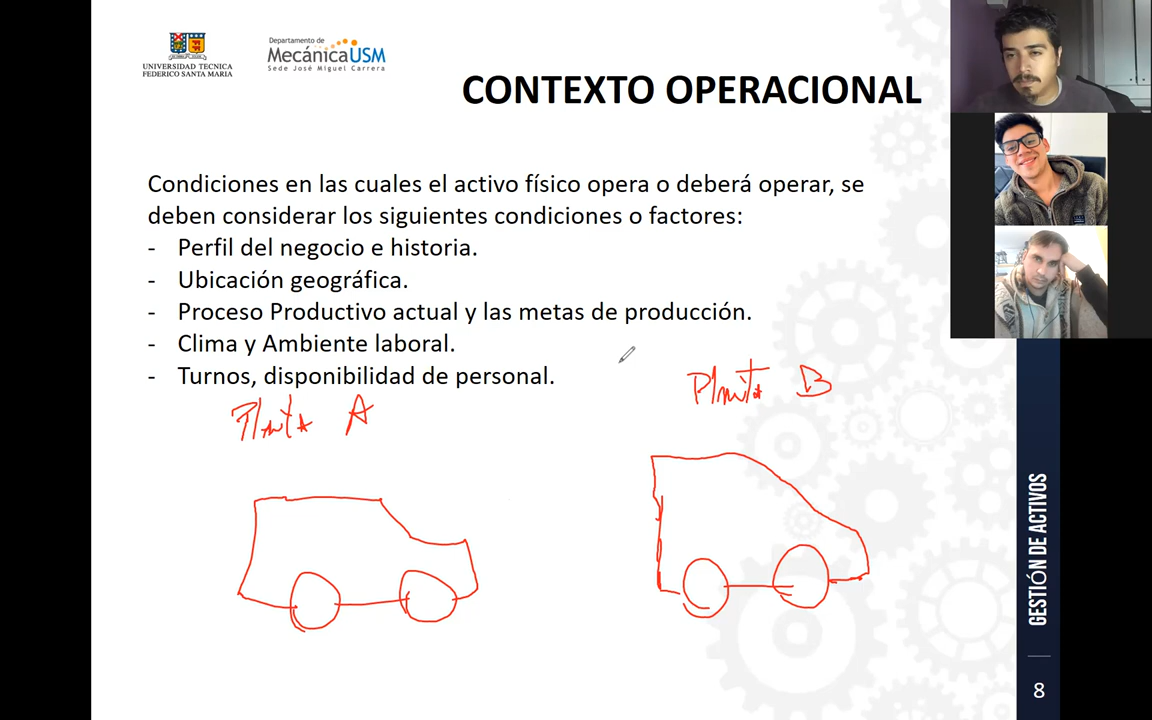 UNIVERSIDAD TECNICA
FEDERICO SANTA MARIA
Departamento de
MecánicaUSM
Sede José Miguel Carrera
CONTEXTO OPERACIONAL
Condiciones en las cuales el activo físico opera o deberá operar, se
deben considerar los siguientes condiciones o factores:
- Perfil del negocio e historia.
- Ubicación geográfica.
- Proceso Productivo actual y las metas de producción.
- Clima y Ambiente laboral.
- Turnos, disponibilidad de personal.
Planta A
Planta B
GESTIÓN DE ACTIVOS
8